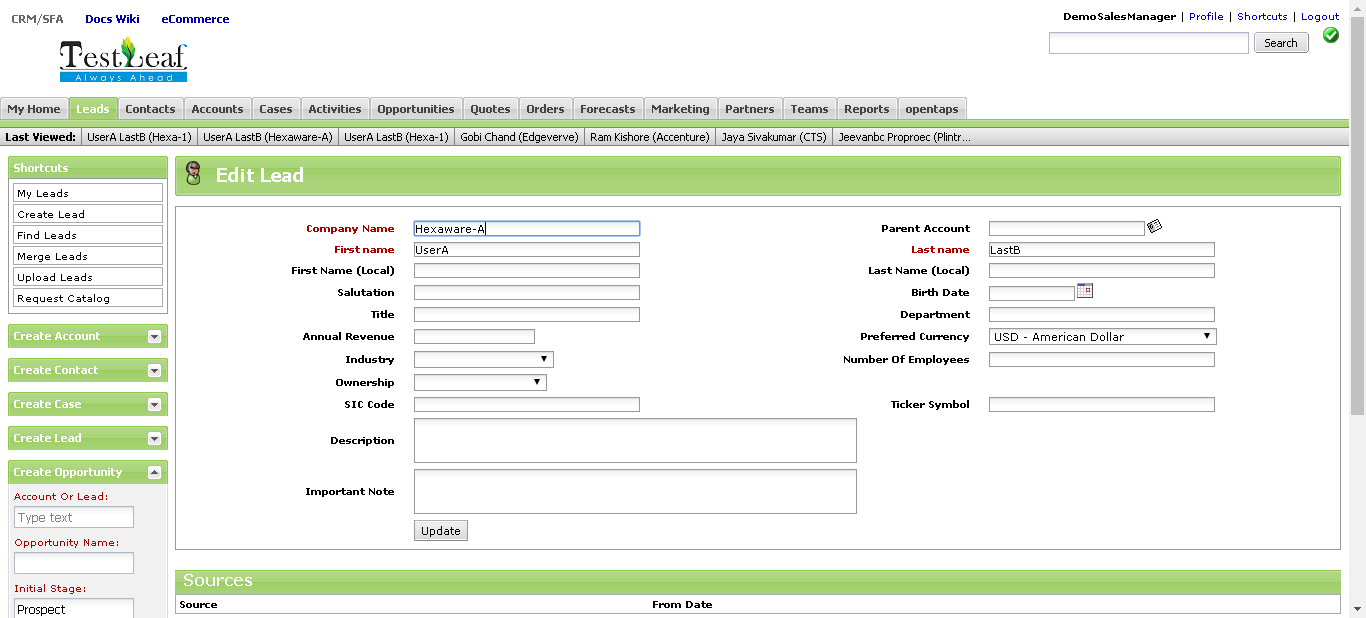 CRM/SFA Docs Wiki eCommerce
DemoSalesManager | Profile | Shortcuts | Logout
TestLeaf
Always Ahead
Search
My Home Leads Contacts Accounts Cases Activities Opportunities Quotes Orders Forecasts Marketing Partners Teams Reports opentaps
Last Viewed: UserA LastB (Hexa-1) UserA LastB (Hexaware-A) UserA LastB (Hexa-1) Gobi Chand (Edgeverve) Ram Kishore (Accenture) Jaya Sivakumar (CTS) Jeevanbc Proproec (Plintr...
Shortcuts
My Leads
Create Lead
Find Leads
Merge Leads
Upload Leads
Request Catalog
Create Account
Create Contact
Create Case
Create Lead
Create Opportunity
Account Or Lead:
Type text
Opportunity Name:
Initial Stage:
Prospect
Edit Lead
Company Name Hexaware-A Parent Account
First name UserA Last name LastB
First Name (Local) Last Name (Local)
Salutation Birth Date
Title Department
Annual Revenue Preferred Currency USD - American Dollar
Industry Number Of Employees
Ownership
SIC Code Ticker Symbol
Description
Important Note
Update
Sources
Source From Date